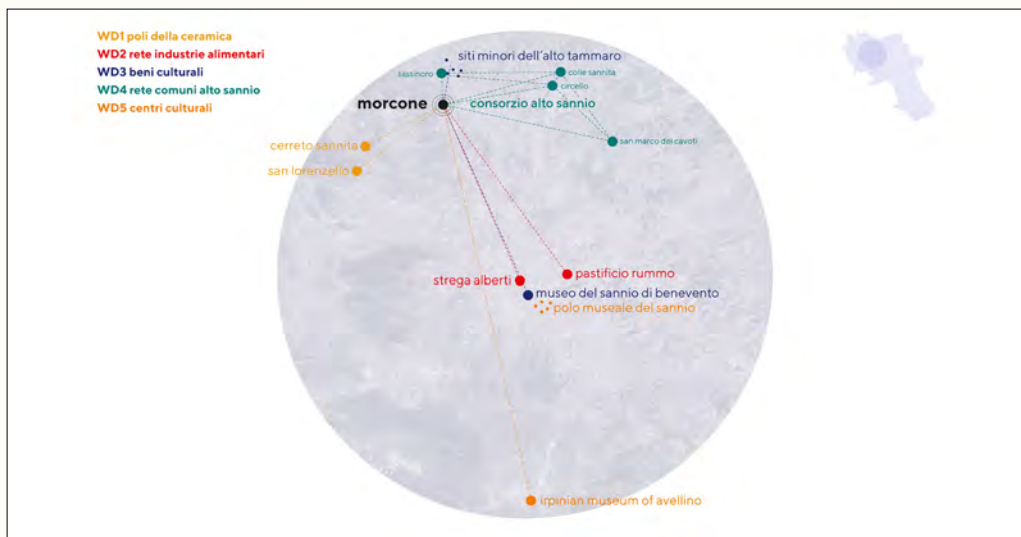 WD1 poli della ceramica
WD2 rete industrie alimentari
WD3 beni culturali
WD4 rete comuni alto sannio
WD5 centri culturali
siti minori dell'alto tammaro
sassinoro
colle sannita
circello
morcone
consorzio alto sannio
san marco dei cavoti
cerreto sannita
san lorenzello
pastificio rummo
strega alberti
museo del sannio di benevento
polo museale del sannio
irpinian museum of avellino